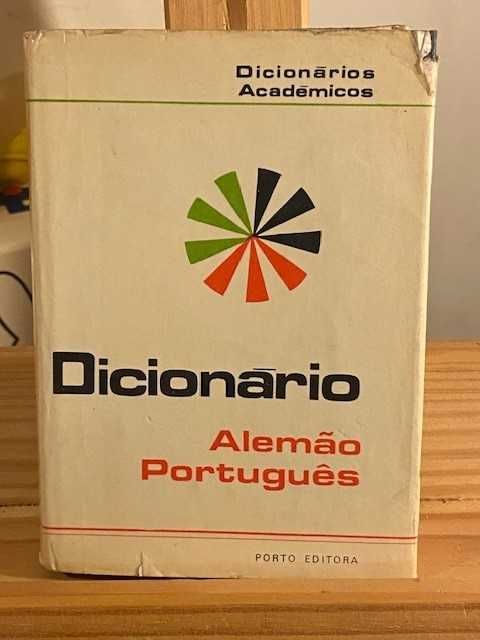 Dicionários
Académicos
Dicionário
Alemão
Português
PORTO EDITORA